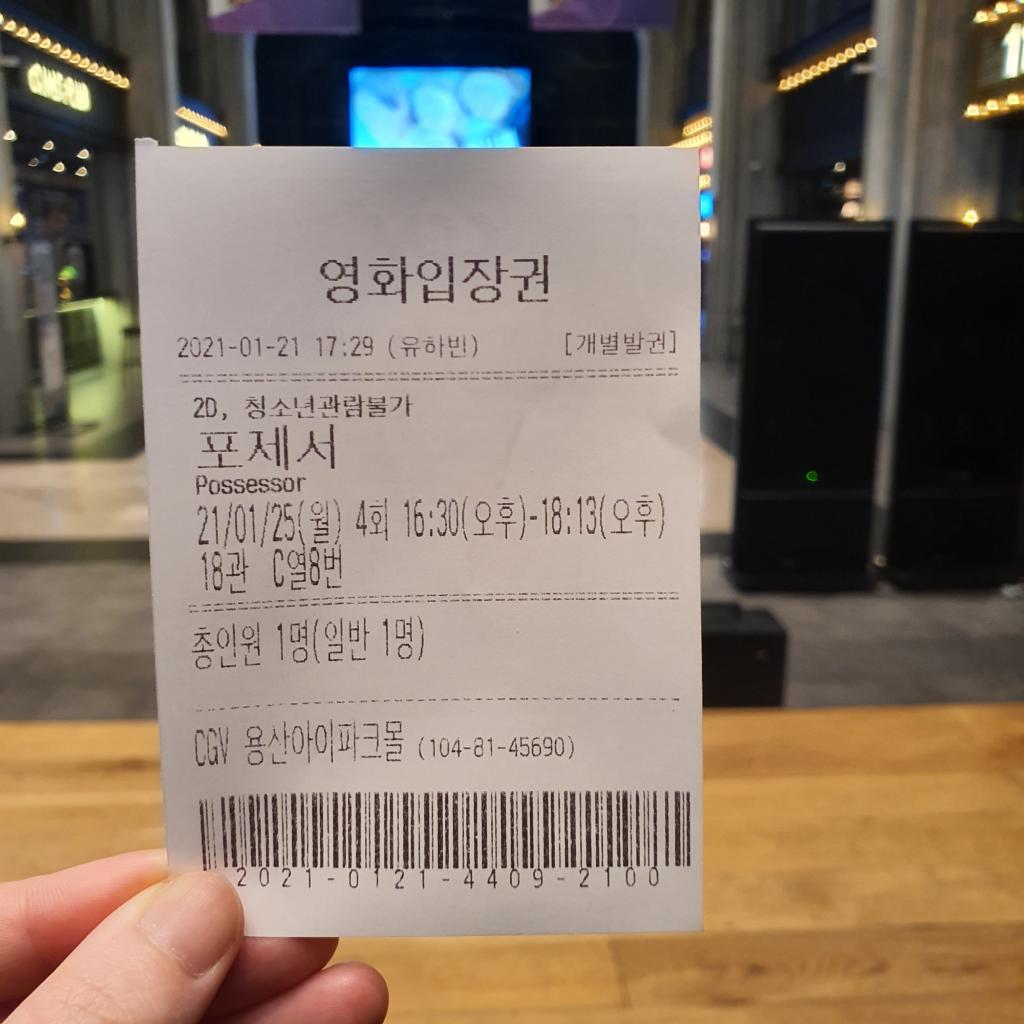 영화입장권
2021-01-21 17:29 (유하빈) [개별발권]
2D, 청소년관람불가
포제서
Possessor
21/01/25(월) 4회 16:30(오후)-18:13(오후)
18관 C열8번
총인원 1명(일반 1명)
CGV 용산아이파크몰 (104-81-45690)
2021-0121-4409-2100